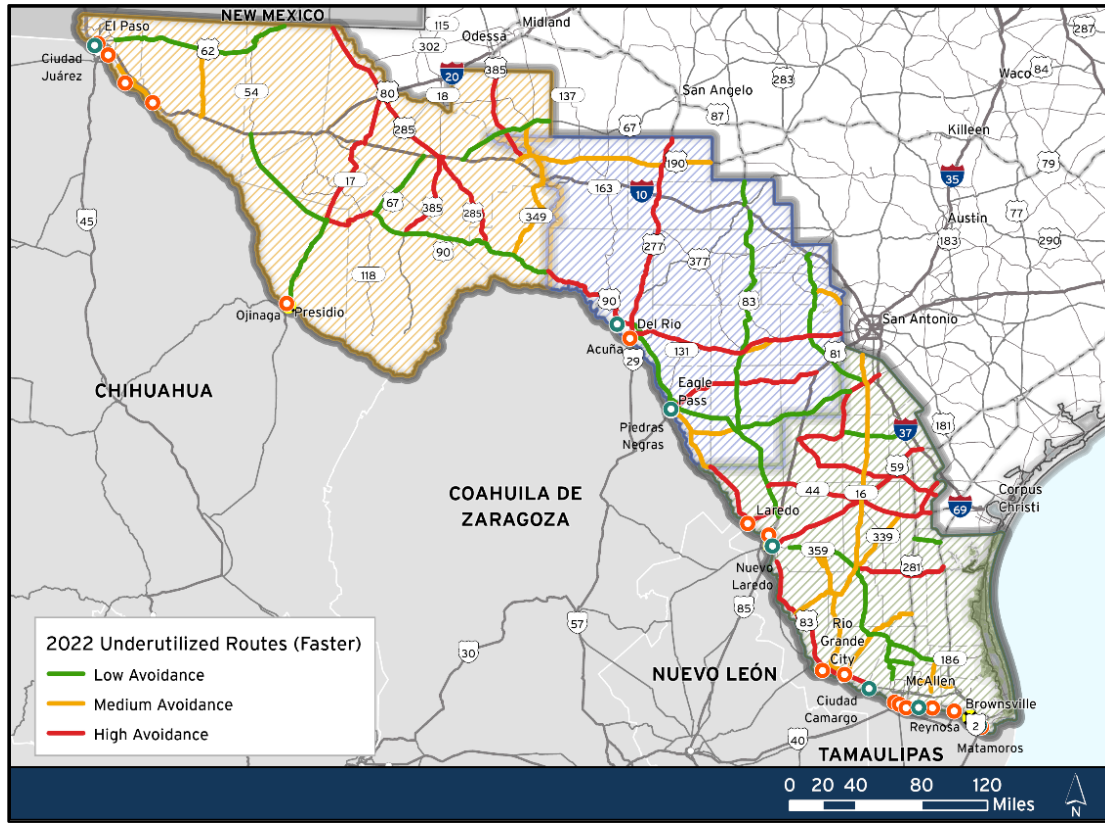 NEW MEXICO
El Paso
Ciudad
Juárez
115
Midland
302
Odessa
287
62
20
385
283
Waco
84
54
80
18
137
San Angelo
87
Killeen
285
67
79
17
190
35
163
10
Austin
45
67
385
285
349
77
183
290
90
277
377
118
83
Ojinaga
Presidio
90
Del Rio
San Antonio
Acuña
131
81
29
CHIHUAHUA
Eagle
Pass
Piedras
Negras
37
181
59
COAHUILA DE
ZARAGOZA
44
16
Corpus
Christi
69
Laredo
339
359
Nuevo
Laredo
281
85
57
83
Rio
Grande
City
30
NUEVO LEÓN
186
McAllen
Ciudad
Camargo
Brownsville
2
Reynosa
40
Matamoros
TAMAULIPAS
2022 Underutilized Routes (Faster)
Low Avoidance
Medium Avoidance
High Avoidance
0 20 40 80 120
Miles
N